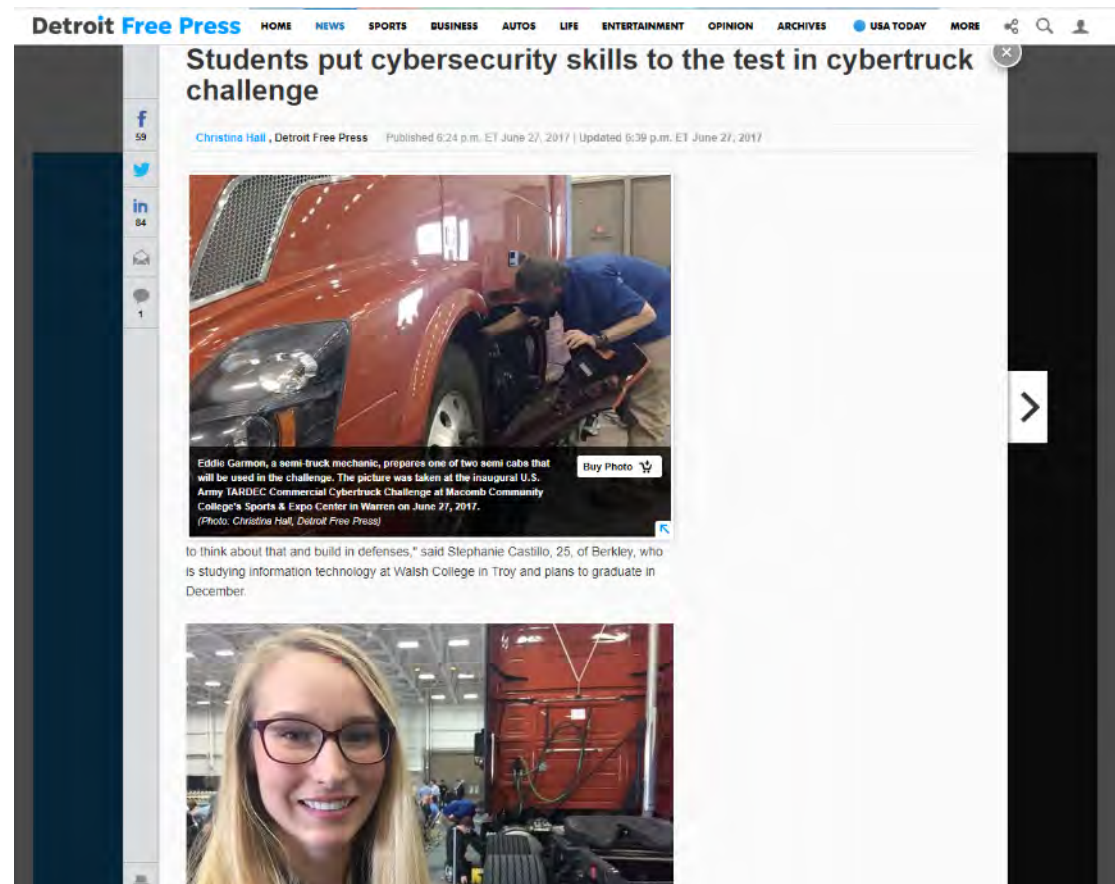 Detroit Free Press HOME NEWS SPORTS BUSINESS AUTOS LIFE ENTERTAINMENT OPINION ARCHIVES USA TODAY MORE
Students put cybersecurity skills to the test in cybertruck
challenge
f
59
in
84
1
Christina Hall , Detroit Free Press Published 6:24 p.m. ET June 27, 2017 | Updated 6:39 p.m. ET June 27, 2017
Eddie Garmon, a semi-truck mechanic, prepares one of two semi cabs that
will be used in the challenge. The picture was taken at the inaugural U.S.
Army TARDEC Commercial Cybertruck Challenge at Macomb Community
College's Sports & Expo Center in Warren on June 27, 2017.
(Photo: Christina Hall, Detroit Free Press)
Buy Photo
to think about that and build in defenses," said Stephanie Castillo, 25, of Berkley, who
is studying information technology at Walsh College in Troy and plans to graduate in
December.